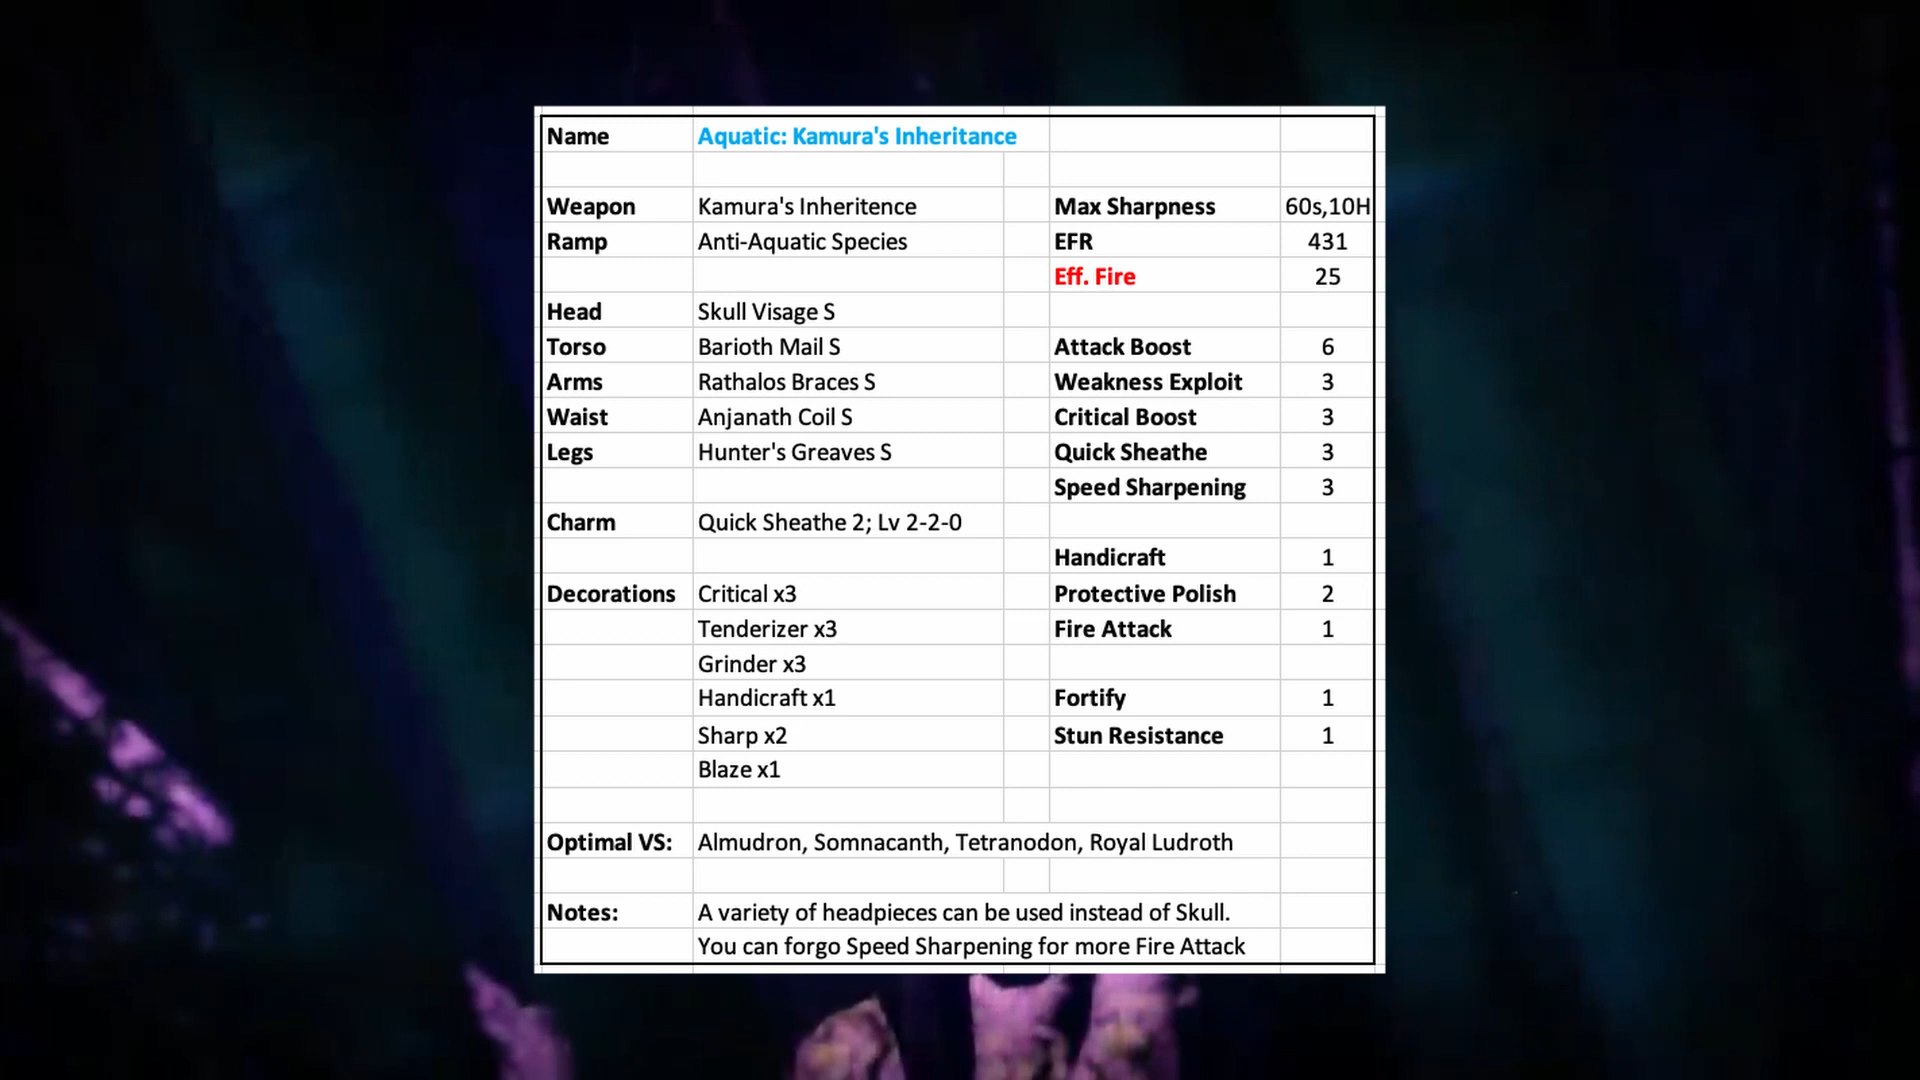 Name Aquatic: Kamura's Inheritance
Weapon Kamura's Inheritence Max Sharpness 60s,10H
Ramp Anti-Aquatic Species EFR 431
Eff. Fire 25
Head Skull Visage S
Torso Barioth Mail S Attack Boost 6
Arms Rathalos Braces S Weakness Exploit 3
Waist Anjanath Coil S Critical Boost 3
Legs Hunter's Greaves S Quick Sheathe 3
Speed Sharpening 3
Charm Quick Sheathe 2; Lv 2-2-0
Handicraft 1
Decorations Critical x3 Protective Polish 2
Tenderizer x3 Fire Attack 1
Grinder x3
Handicraft x1 Fortify 1
Sharp x2 Stun Resistance 1
Blaze x1
Optimal VS: Almudron, Somnacanth, Tetranodon, Royal Ludroth
Notes: A variety of headpieces can be used instead of Skull.
You can forgo Speed Sharpening for more Fire Attack